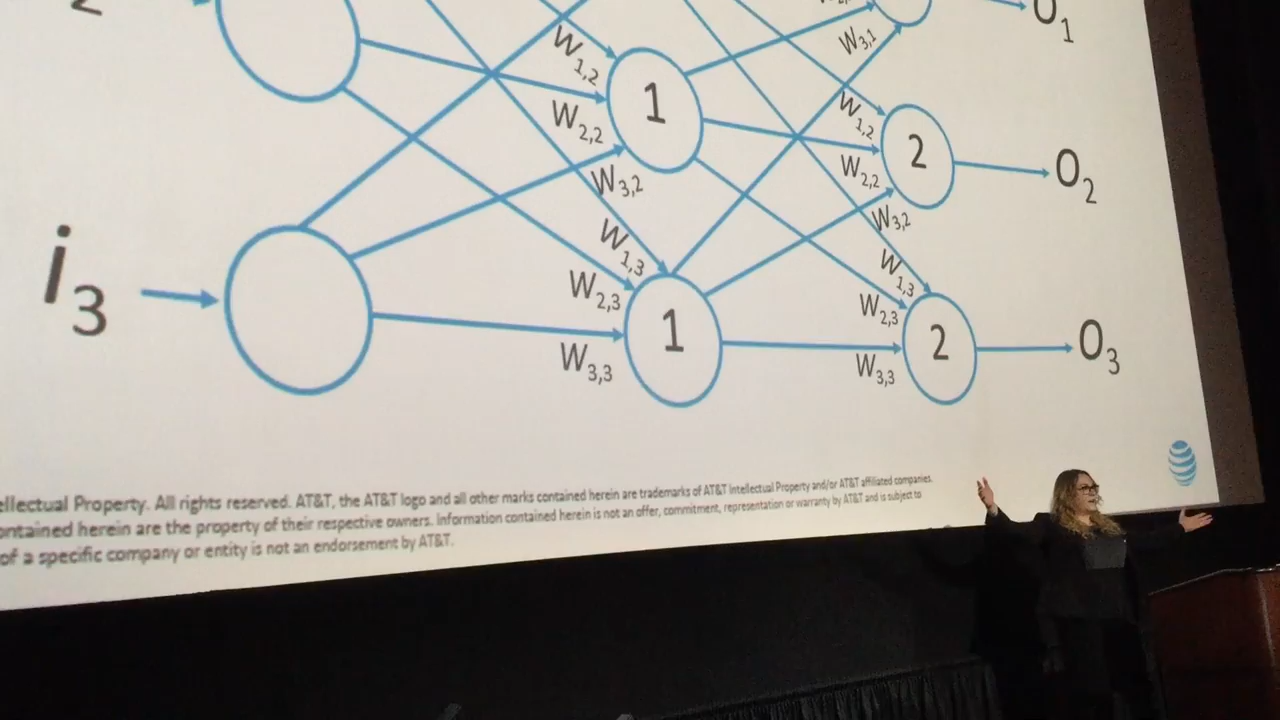 2
O1
W3,1
W1,2
1
W2,2
W3,2
W1,2
2
W2,2
W3,2
O2
i3
W1,3
W2,3
1
W3,3
W1,3
W2,3
2
W3,3
O3
ellectual Property. All rights reserved. AT&T, the AT&T logo and all other marks contained herein are trademarks of AT&T Intellectual Property and/or AT&T affiliated companies.
ontained herein are the property of their respective owners. Information contained herein is not an offer, commitment, representation or warranty by AT&T and is subject to
of a specific company or entity is not an endorsement by AT&T.